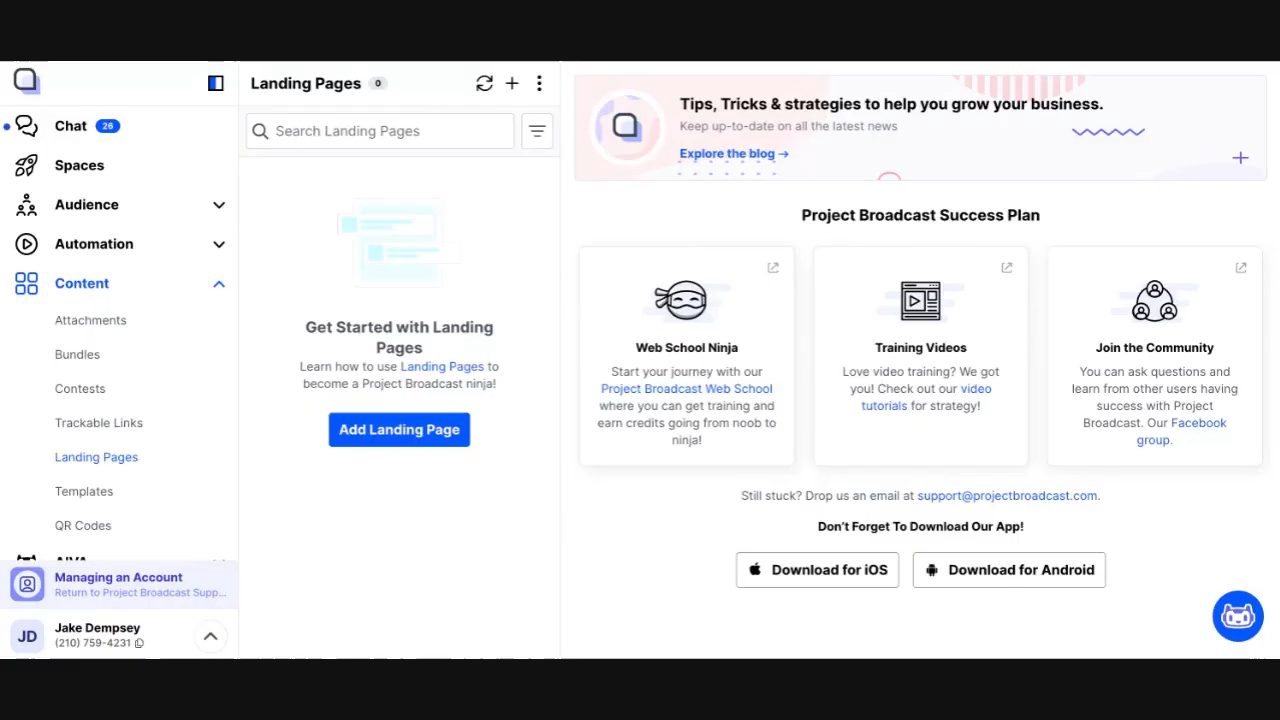 Landing Pages 0
Chat 26
Spaces
Audience
Automation
Content
Attachments
Bundles
Contests
Trackable Links
Landing Pages
Templates
QR Codes
AIVA
Managing an Account
Return to Project Broadcast Supp...
JD
Jake Dempsey
(210) 759-4231
Search Landing Pages
Get Started with Landing
Pages
Learn how to use Landing Pages to
become a Project Broadcast ninja!
Add Landing Page
Tips, Tricks & strategies to help you grow your business.
Keep up-to-date on all the latest news
Explore the blog →
Project Broadcast Success Plan
Web School Ninja
Start your journey with our
Project Broadcast Web School
where you can get training and
earn credits going from noob to
ninja!
Training Videos
Love video training? We got
you! Check out our video
tutorials for strategy!
Join the Community
You can ask questions and
learn from other users having
success with Project
Broadcast. Our Facebook
group.
Still stuck? Drop us an email at support@projectbroadcast.com.
Don't Forget To Download Our App!
Download for iOS
Download for Android